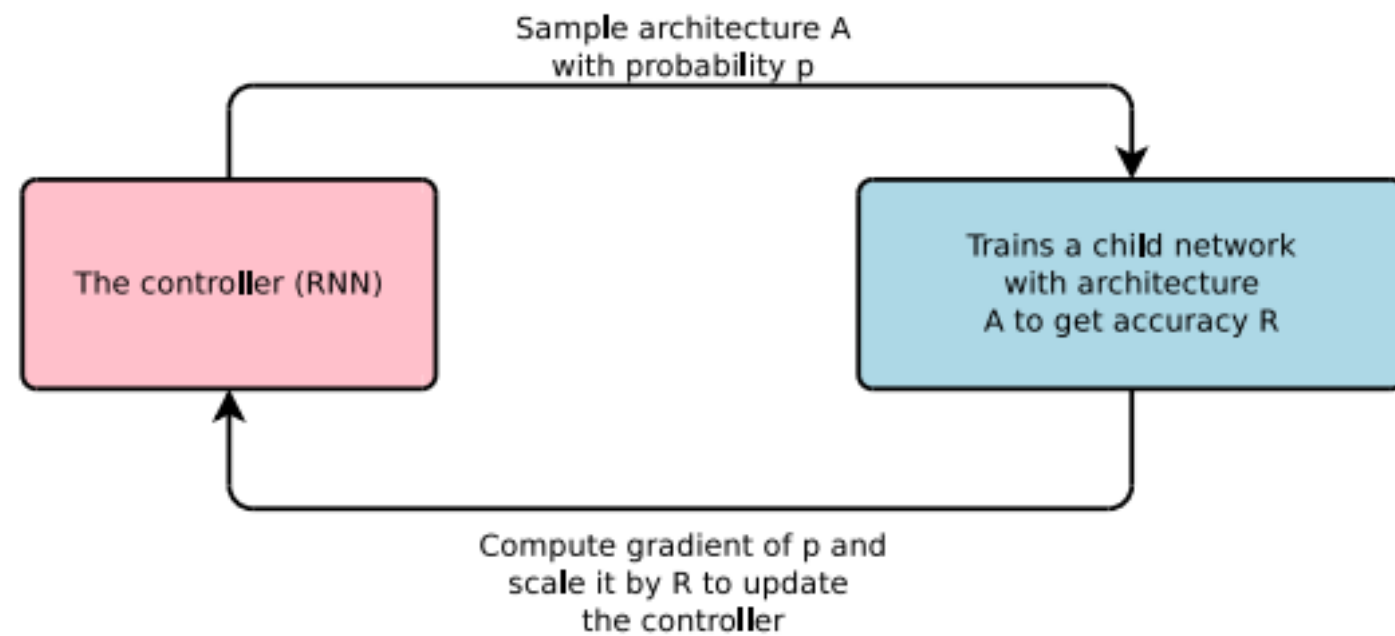 Sample architecture A
with probability p
The controller (RNN)
Trains a child network
with architecture
A to get accuracy R
Compute gradient of p and
scale it by R to update
the controller